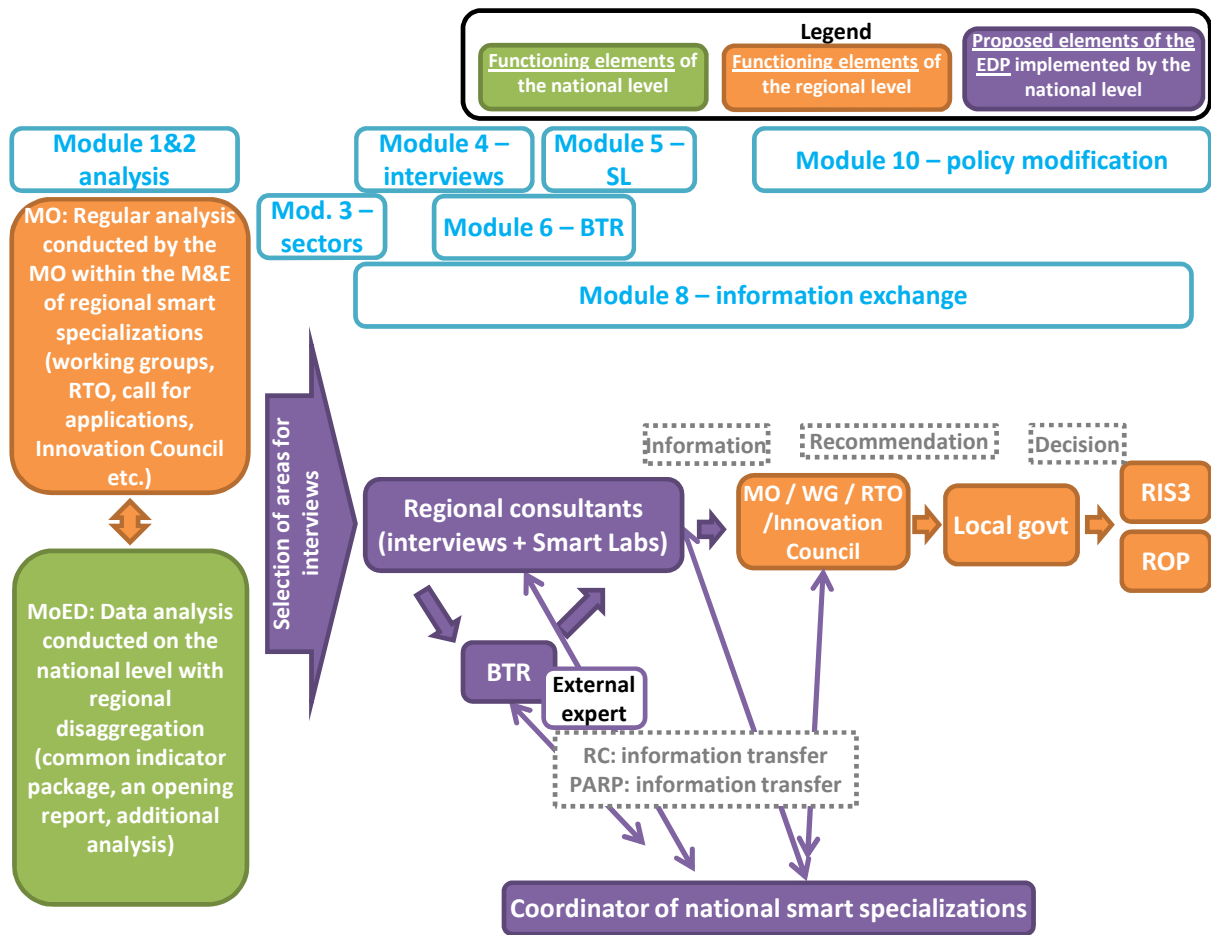 Legend
Functioning elements of
the national level
Functioning elements of
the regional level
Proposed elements of the
EDP implemented by the
national level
Module 1&2
analysis
Module 4 –
interviews
Module 5 –
SL
Module 10 – policy modification
Mod. 3 –
sectors
Module 6 – BTR
Module 8 – information exchange
MO: Regular analysis
conducted by the
MO within the M&E
of regional smart
specializations
(working groups,
RTO, call for
applications,
Innovation Council
etc.)
MoED: Data analysis
conducted on the
national level with
regional
disaggregation
(common indicator
package, an opening
report, additional
analysis)
Selection of areas for
interviews
Information
Recommendation
Decision
Regional consultants
(interviews + Smart Labs)
MO / WG / RTO
/Innovation
Council
Local govt
RIS3
ROP
BTR
External
expert
RC: information transfer
PARP: information transfer
Coordinator of national smart specializations